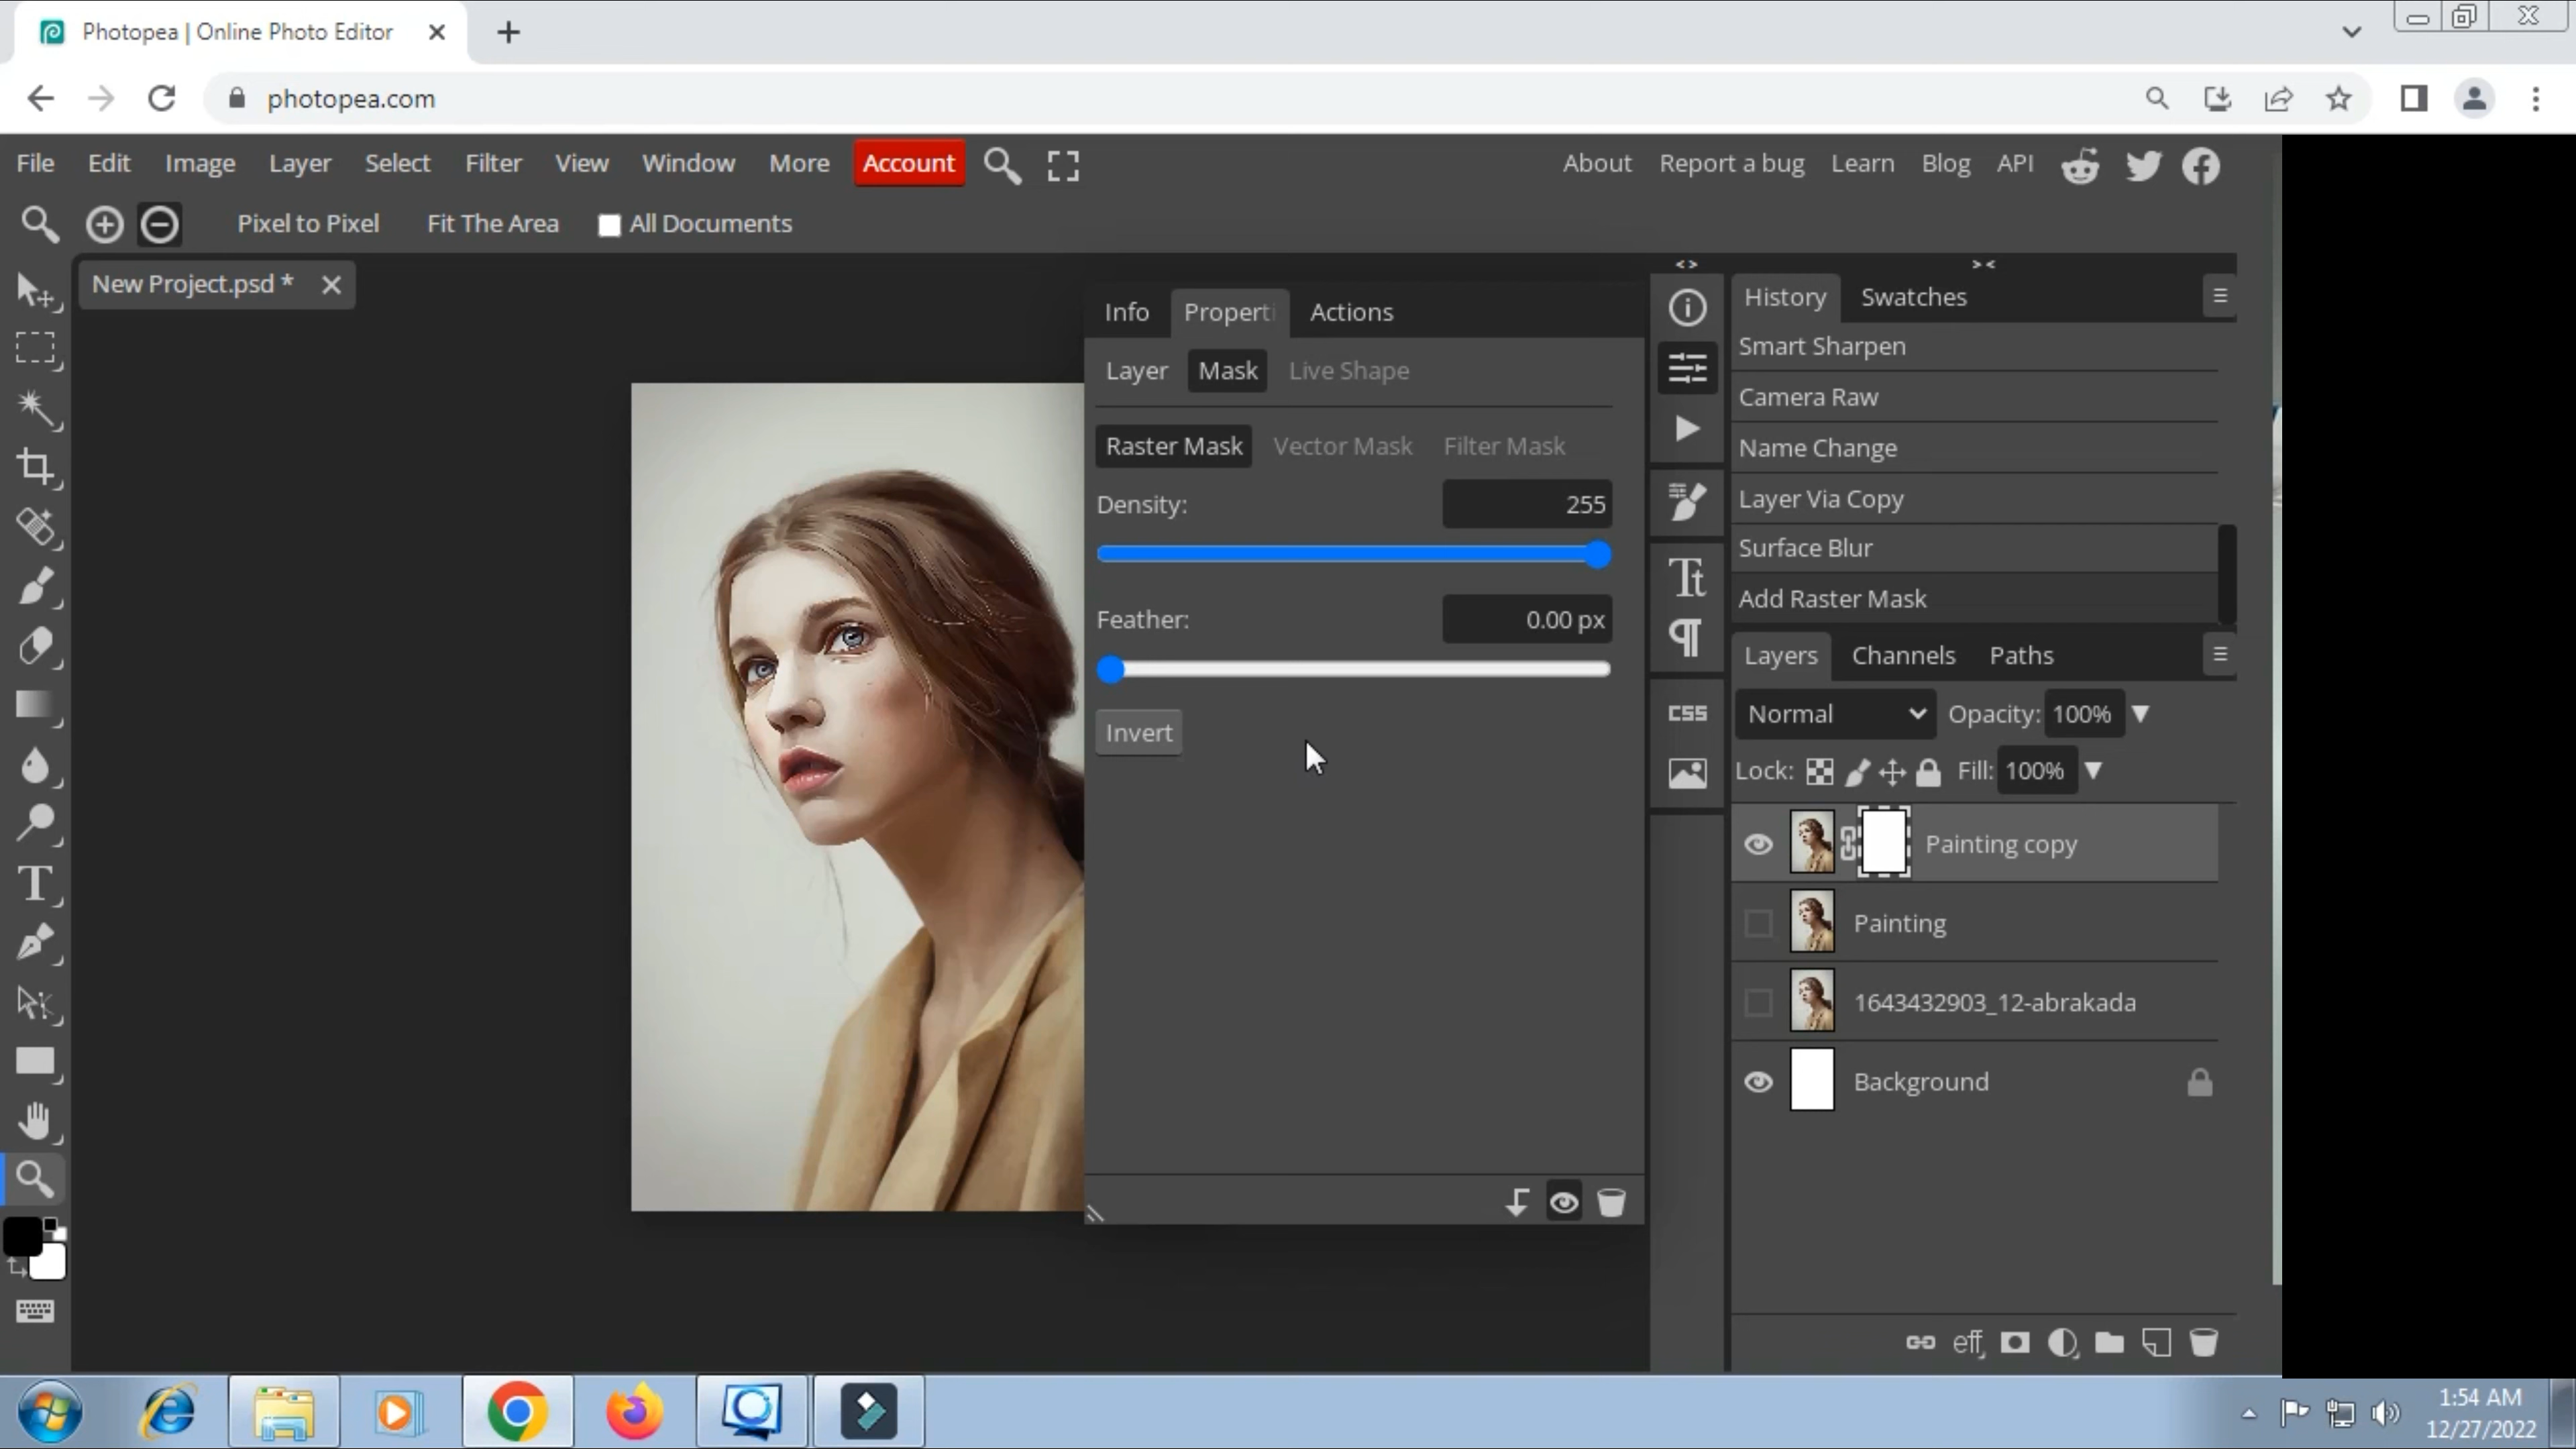 Photopea | Online Photo Editor
photopea.com
File Edit Image Layer Select Filter View Window More Account
About Report a bug Learn Blog API
Pixel to Pixel Fit The Area All Documents
New Project.psd *
Info Properti Actions
Layer Mask Live Shape
Raster Mask Vector Mask Filter Mask
Density: 255
Feather: 0.00 px
Invert
CSS
History Swatches
Smart Sharpen
Camera Raw
Name Change
Layer Via Copy
Surface Blur
Add Raster Mask
Layers Channels Paths
Normal Opacity: 100%
Lock: Fill: 100%
Painting copy
Painting
1643432903_12-abrakada
Background
eff
1:54 AM
12/27/2022